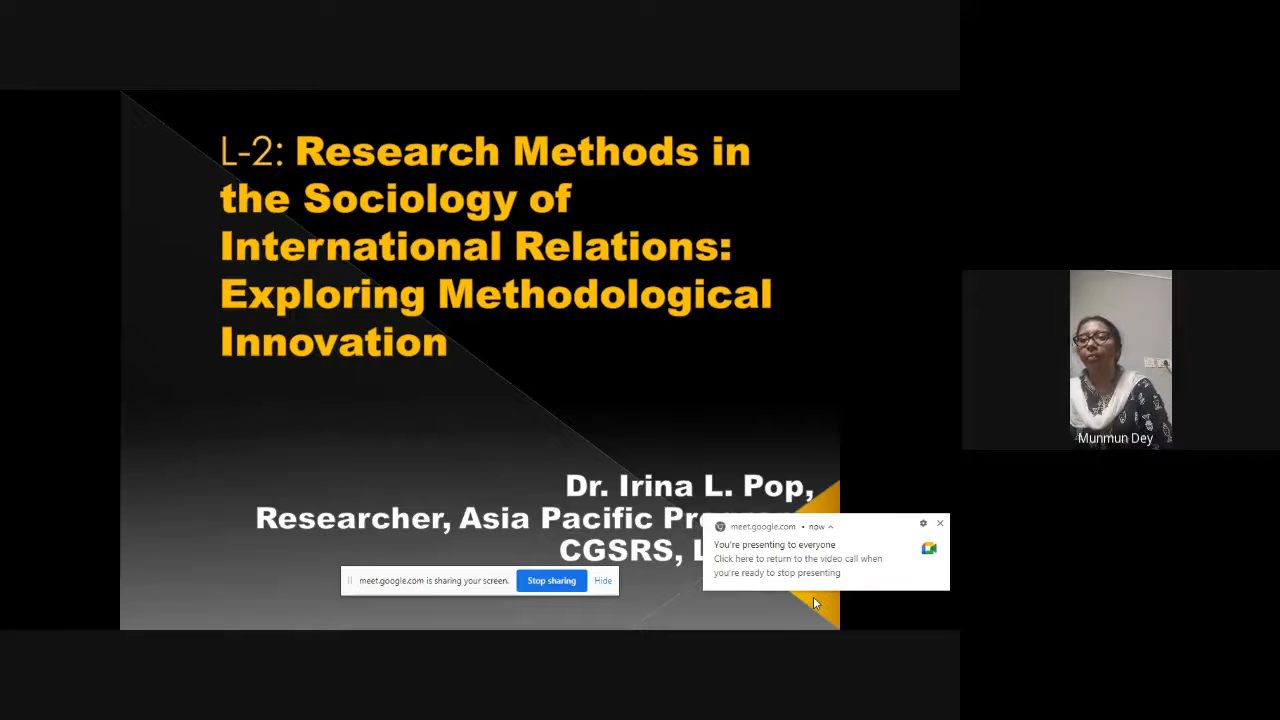 L-2: Research Methods in
the Sociology of
International Relations:
Exploring Methodological
Innovation
Dr. Irina L. Pop,
Researcher, Asia Pacific
CGSRS,
meet.google.com • now
You're presenting to everyone
Click here to return to the video call when
you're ready to stop presenting
meet.google.com is sharing your screen.
Stop sharing
Hide
Munmun Dey